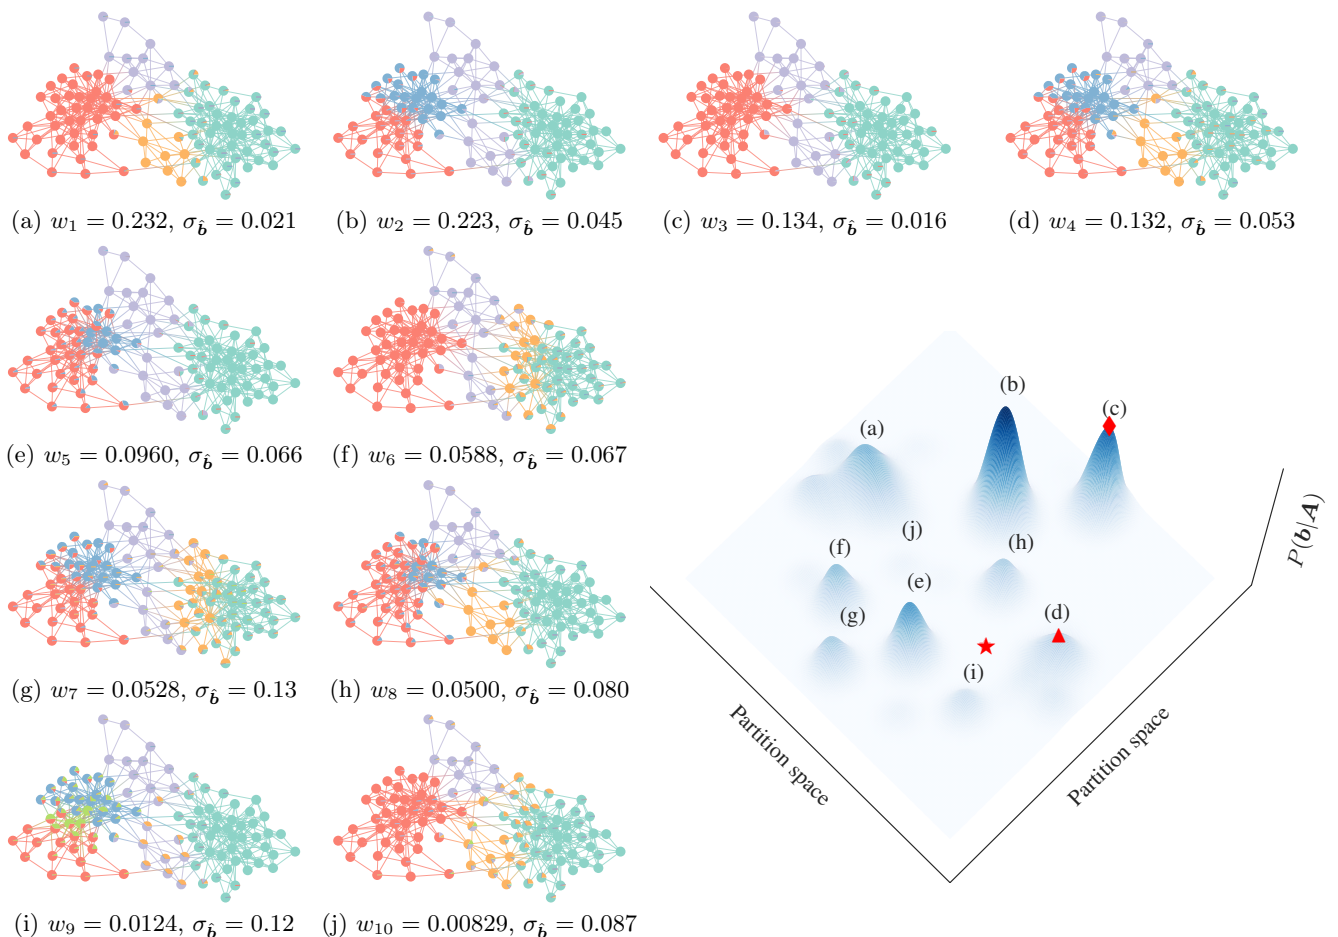 (a) w₁ = 0.232, σ_b̂ = 0.021
(b) w₂ = 0.223, σ_b̂ = 0.045
(c) w₃ = 0.134, σ_b̂ = 0.016
(d) w₄ = 0.132, σ_b̂ = 0.053
(e) w₅ = 0.0960, σ_b̂ = 0.066
(f) w₆ = 0.0588, σ_b̂ = 0.067
(g) w₇ = 0.0528, σ_b̂ = 0.13
(h) w₈ = 0.0500, σ_b̂ = 0.080
(i) w₉ = 0.0124, σ_b̂ = 0.12
(j) w₁₀ = 0.00829, σ_b̂ = 0.087
(b)
(c)
(a)
(j)
(f)
(h)
(e)
(g)
(d)
(i)
P(b|A)
Partition space
Partition space